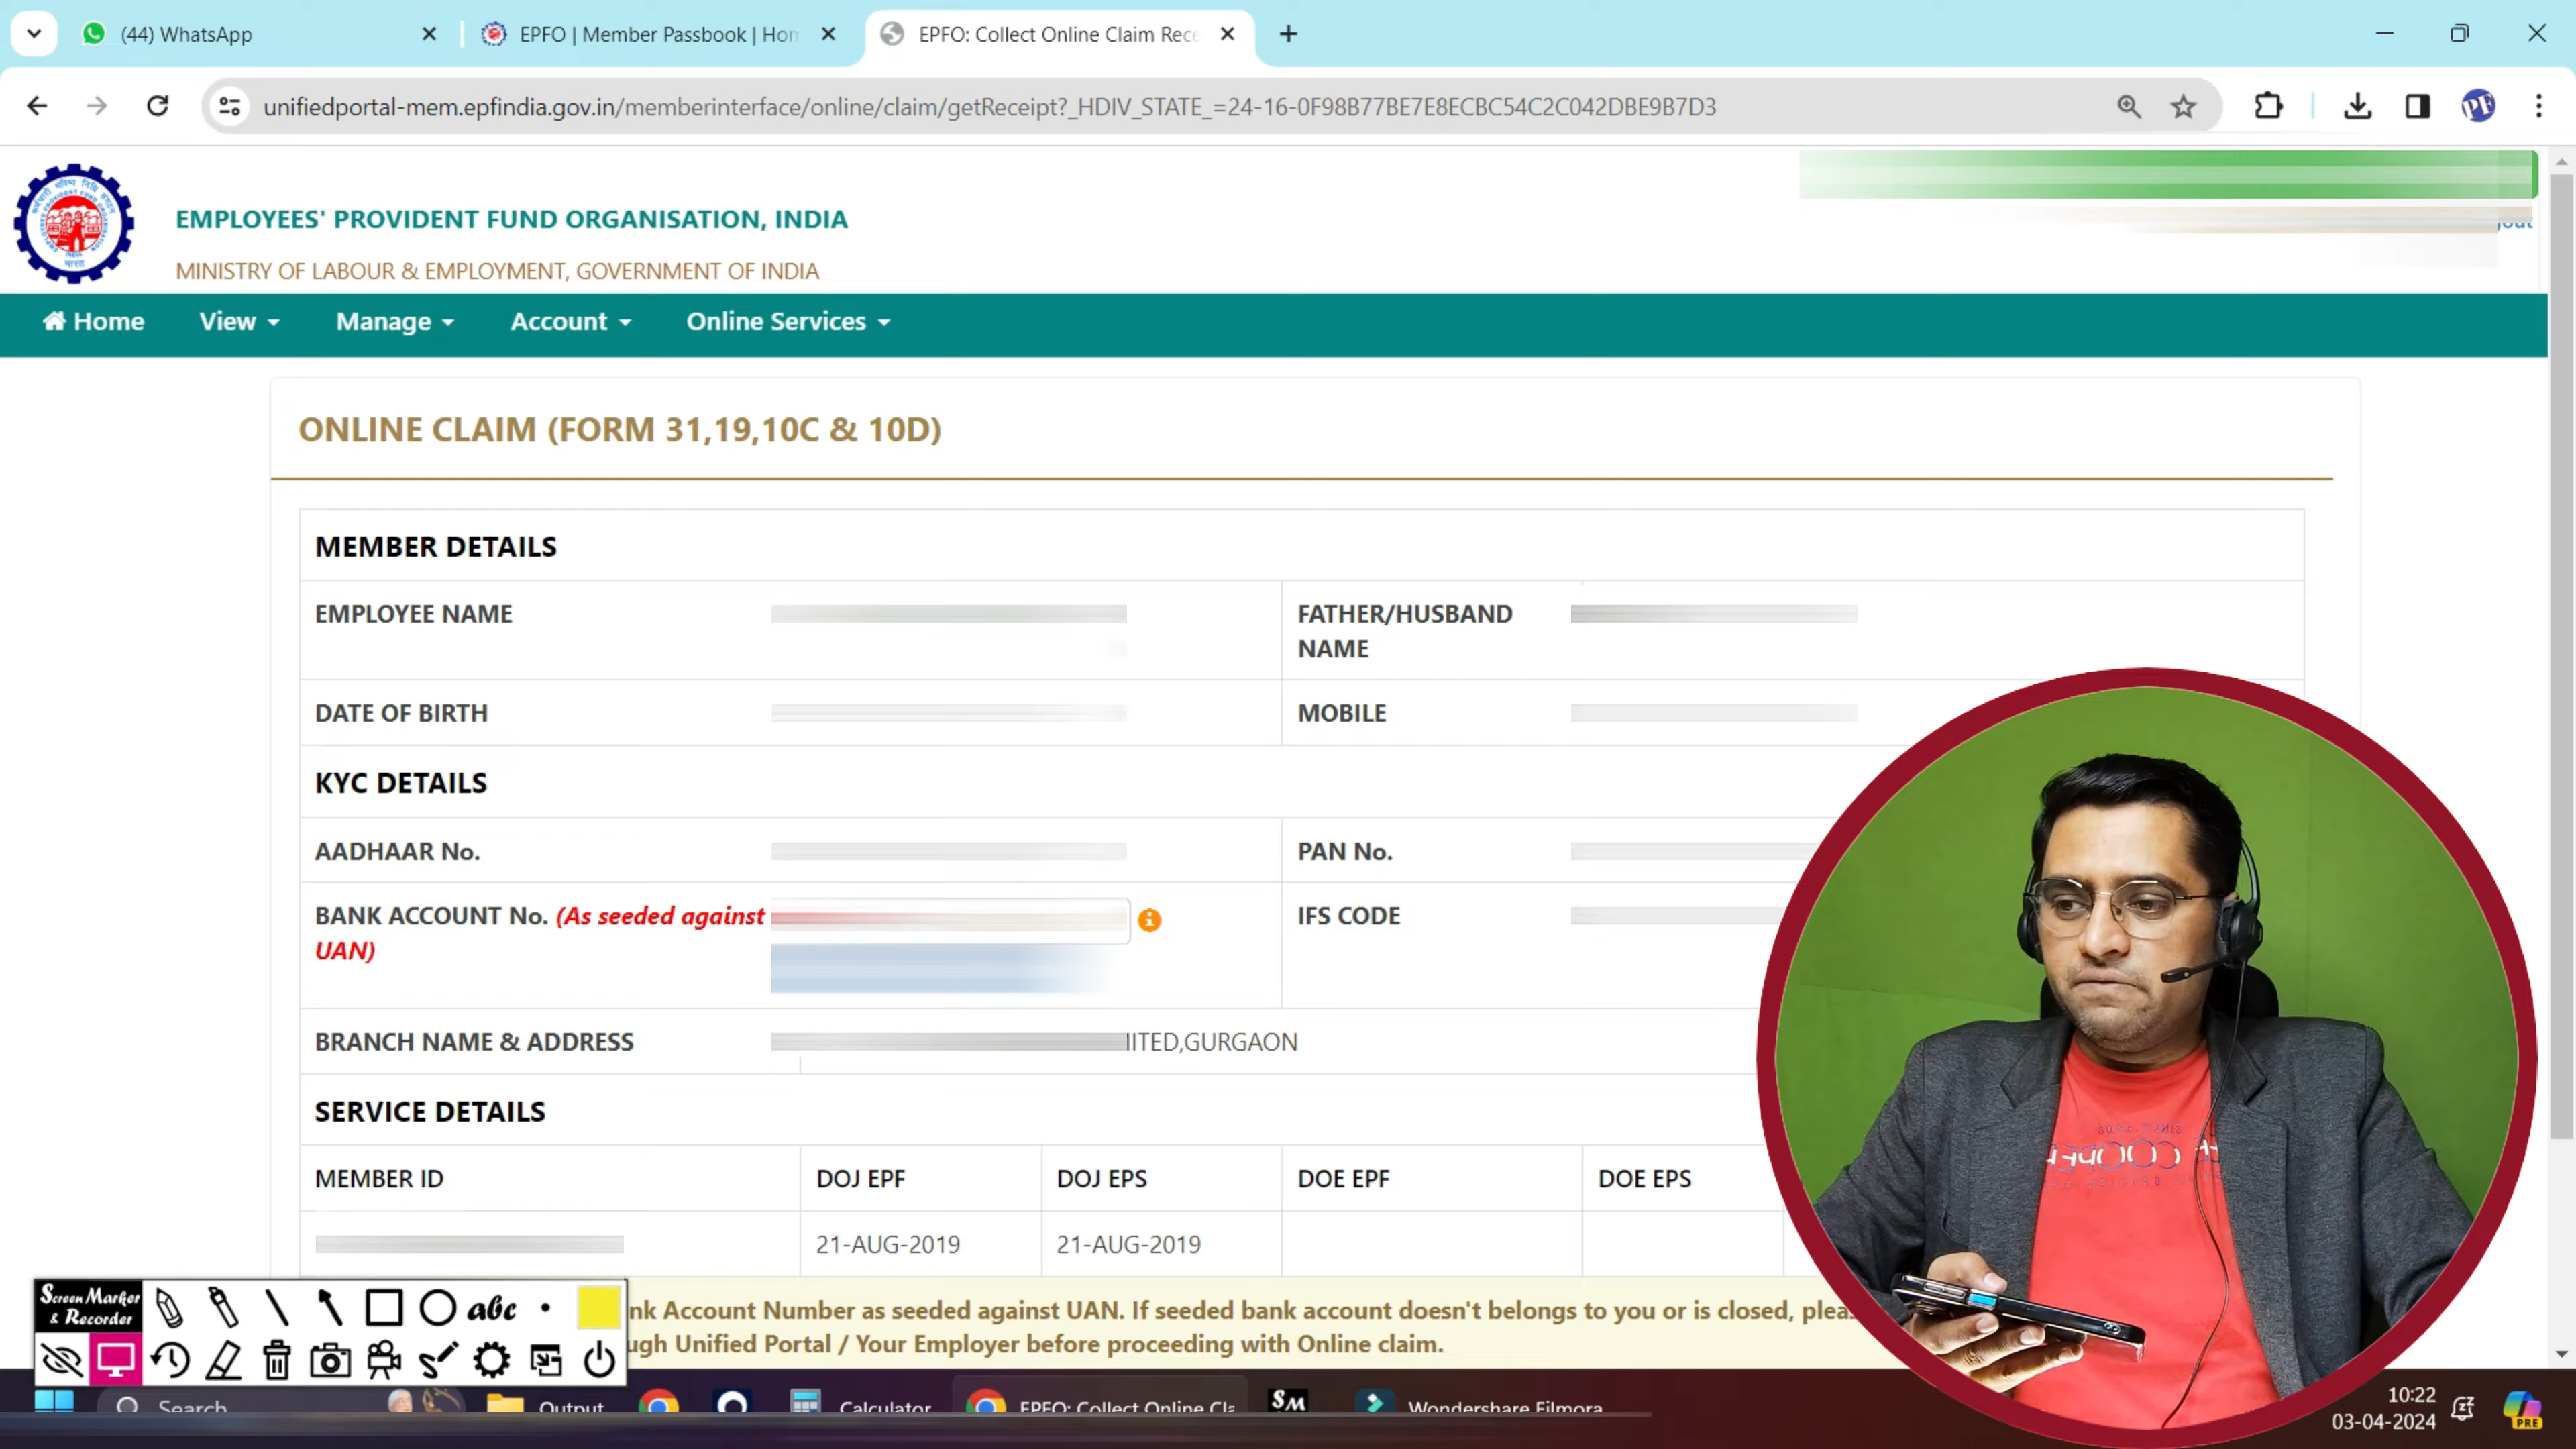 (44) WhatsApp
EPFO | Member Passbook | Hon
EPFO: Collect Online Claim Rece
unifiedportal-mem.epfindia.gov.in/memberinterface/online/claim/getReceipt?_HDIV_STATE_=24-16-0F98B77BE7E8ECBC54C2C042DBE9B7D3
PF
EMPLOYEES' PROVIDENT FUND ORGANISATION, INDIA
MINISTRY OF LABOUR & EMPLOYMENT, GOVERNMENT OF INDIA
Home View Manage Account Online Services
ONLINE CLAIM (FORM 31,19,10C & 10D)
MEMBER DETAILS
EMPLOYEE NAME
FATHER/HUSBAND
NAME
DATE OF BIRTH
MOBILE
KYC DETAILS
AADHAAR No.
PAN No.
BANK ACCOUNT No. (As seeded against
UAN)
IFS CODE
BRANCH NAME & ADDRESS
ITED,GURGAON
SERVICE DETAILS
MEMBER ID DOJ EPF DOJ EPS DOE EPF DOE EPS
21-AUG-2019 21-AUG-2019
nk Account Number as seeded against UAN. If seeded bank account doesn't belongs to you or is closed, plea
ugh Unified Portal / Your Employer before proceeding with Online claim.
Screen Marker
& Recorder
abc
Search
Output
Calculator
EPFO: Collect Online Cla
SM
Wondershare Filmora
10:22
03-04-2024
PRE